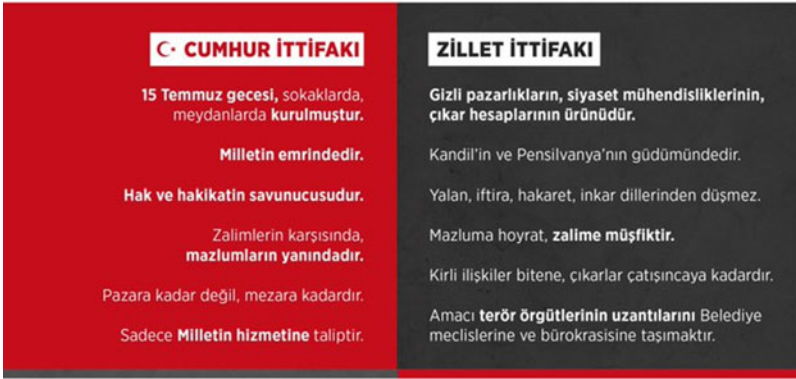 CUMHUR İTTİFAKI
15 Temmuz gecesi, sokaklarda,
meydanlarda kurulmuştur.
Milletin emrindedir.
Hak ve hakikatin savunucusudur.
Zalimlerin karşısında,
mazlumların yanındadır.
Pazara kadar değil, mezara kadardır.
Sadece Milletin hizmetine taliptir.
ZİLLET İTTİFAKI
Gizli pazarlıkların, siyaset mühendisliklerinin,
çıkar hesaplarının ürünüdür.
Kandil'in ve Pensilvanya'nın güdümündedir.
Yalan, iftira, hakaret, inkar dillerinden düşmez.
Mazluma hoyrat, zalime müşfiktir.
Kirli ilişkiler bitene, çıkarlar çatışıncaya kadardır.
Amacı terör örgütlerinin uzantılarını Belediye
meclislerine ve bürokrasisine taşımaktır.